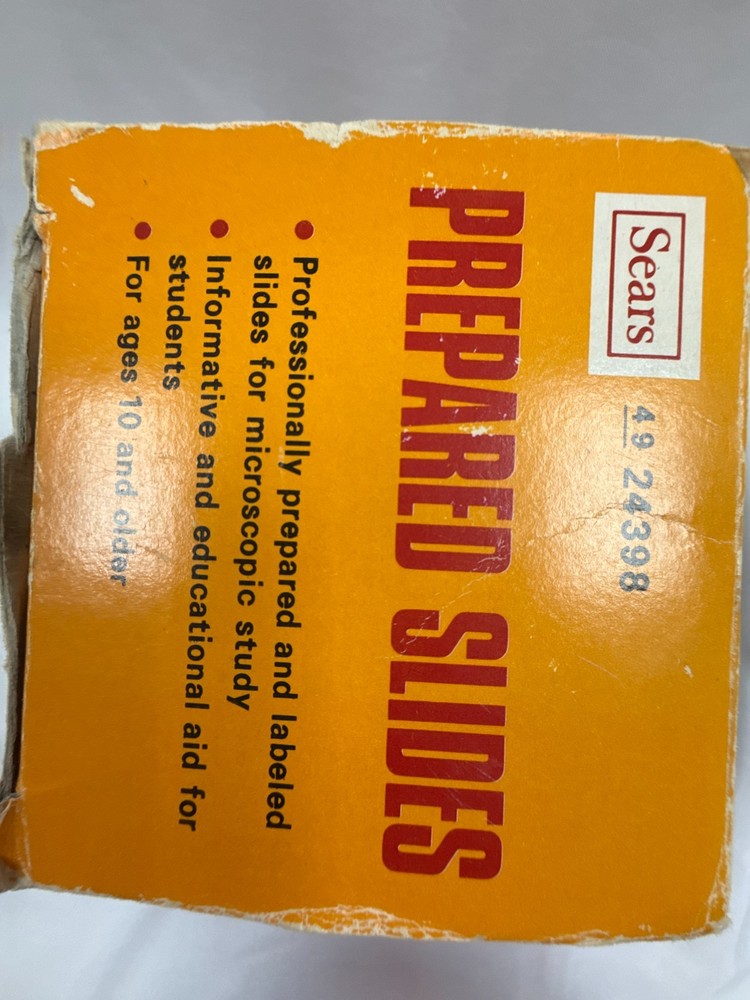 Sears
49 24398
PREPARED SLIDES
• Professionally prepared and labeled
slides for microscopic study
• Informative and educational aid for
students
• For ages 10 and older